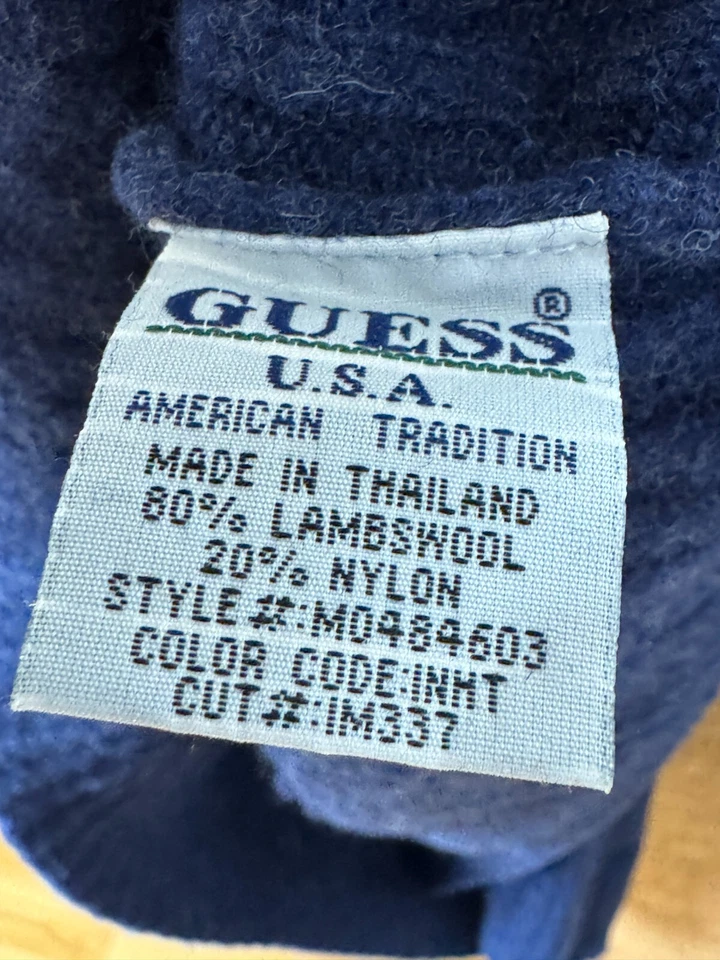 GUESS®
U.S.A.
AMERICAN TRADITION
MADE IN THAILAND
80% LAMBSWOOL
20% NYLON
STYLE#:M0484603
COLOR CODE:INHT
CUT#:IM337